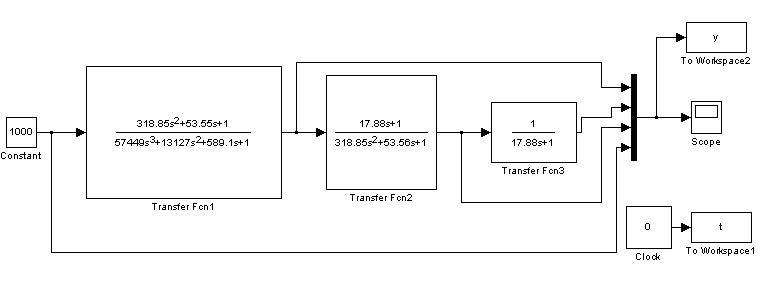 y
To Workspace2
318.85s²+53.55s+1
57449s³+13127s²+589.1s+1
Transfer Fcn1
17.88s+1
318.85s²+53.56s+1
Transfer Fcn2
1
17.88s+1
Transfer Fcn3
1000
Constant
Scope
0
Clock
t
To Workspace1